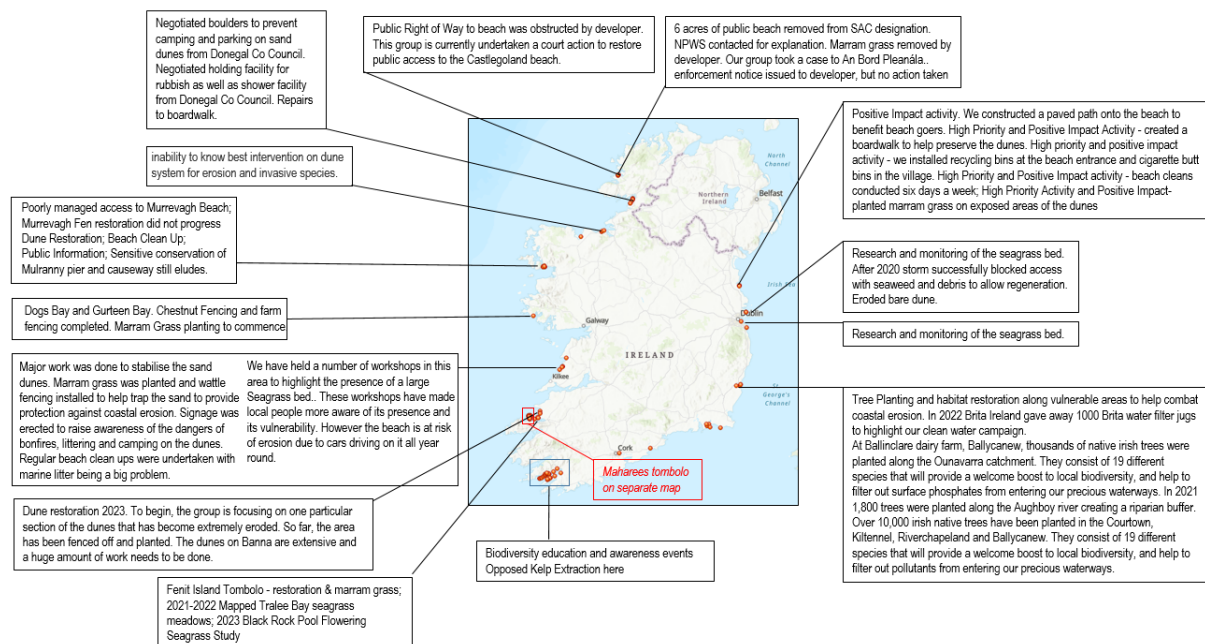 Negotiated boulders to prevent
camping and parking on sand
dunes from Donegal Co Council.
Negotiated holding facility for
rubbish as well as shower facility
from Donegal Co Council. Repairs
to boardwalk.
Public Right of Way to beach was obstructed by developer.
This group is currently undertaken a court action to restore
public access to the Castlegoland beach.
6 acres of public beach removed from SAC designation.
NPWS contacted for explanation. Marram grass removed by
developer. Our group took a case to An Bord Pleanála..
enforcement notice issued to developer, but no action taken
Positive Impact activity. We constructed a paved path onto the beach to
benefit beach goers. High Priority and Positive Impact Activity - created a
boardwalk to help preserve the dunes. High priority and positive impact
activity - we installed recycling bins at the beach entrance and cigarette butt
bins in the village. High Priority and Positive Impact activity - beach cleans
conducted six days a week; High Priority Activity and Positive Impact-
planted marram grass on exposed areas of the dunes
inability to know best intervention on dune
system for erosion and invasive species.
Poorly managed access to Murrevagh Beach;
Murrevagh Fen restoration did not progress
Dune Restoration; Beach Clean Up;
Public Information; Sensitive conservation of
Mulranny pier and causeway still eludes.
Research and monitoring of the seagrass bed.
After 2020 storm successfully blocked access
with seaweed and debris to allow regeneration.
Eroded bare dune.
Dogs Bay and Gurteen Bay. Chestnut Fencing and farm
fencing completed. Marram Grass planting to commence.
Research and monitoring of the seagrass bed.
Major work was done to stabilise the sand
dunes. Marram grass was planted and wattle
fencing installed to help trap the sand to provide
protection against coastal erosion. Signage was
erected to raise awareness of the dangers of
bonfires, littering and camping on the dunes.
Regular beach clean ups were undertaken with
marine litter being a big problem.
We have held a number of workshops in this
area to highlight the presence of a large
Seagrass bed.. These workshops have made
local people more aware of its presence and
its vulnerability. However the beach is at risk
of erosion due to cars driving on it all year
round.
Tree Planting and habitat restoration along vulnerable areas to help combat
coastal erosion. In 2022 Brita Ireland gave away 1000 Brita water filter jugs
to highlight our clean water campaign.
At Ballinclare dairy farm, Ballycanew, thousands of native irish trees were
planted along the Ounavarra catchment. They consist of 19 different
species that will provide a welcome boost to local biodiversity, and help to
filter out surface phosphates from entering our precious waterways. In 2021
1,800 trees were planted along the Aughboy river creating a riparian buffer.
Over 10,000 irish native trees have been planted in the Courtown,
Kiltennel, Riverchapeland and Ballycanew. They consist of 19 different
species that will provide a welcome boost to local biodiversity, and help to
filter out pollutants from entering our precious waterways.
Dune restoration 2023. To begin, the group is focusing on one particular
section of the dunes that has become extremely eroded. So far, the area
has been fenced off and planted. The dunes on Banna are extensive and
a huge amount of work needs to be done.
Maharees tombolo
on separate map
Biodiversity education and awareness events
Opposed Kelp Extraction here
Fenit Island Tombolo - restoration & marram grass;
2021-2022 Mapped Tralee Bay seagrass
meadows; 2023 Black Rock Pool Flowering
Seagrass Study
North
Channel
Northern
Ireland
Belfast
Irish Sea
Dublin
Galway
IRELAND
Kilkee
St
George's
Channel
Cork